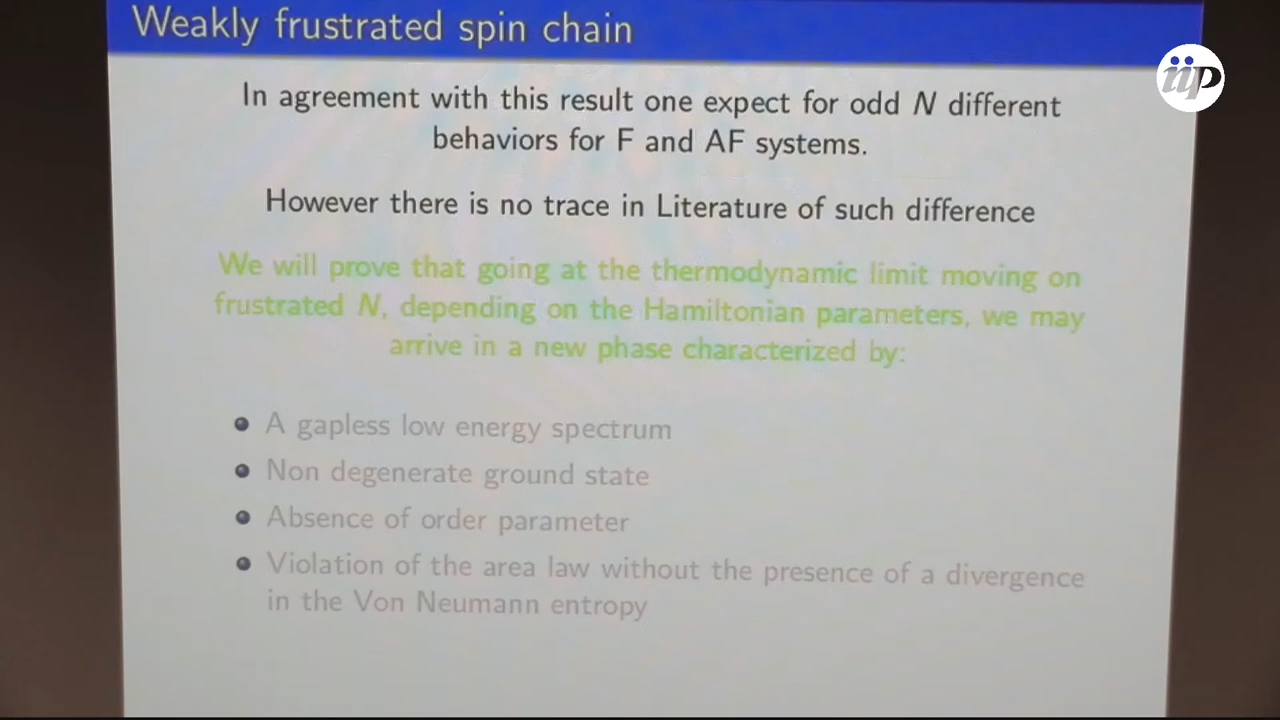 Weakly frustrated spin chain
iip
In agreement with this result one expect for odd N different
behaviors for F and AF systems.
However there is no trace in Literature of such difference
We will prove that going at the thermodynamic limit moving on
frustrated N, depending on the Hamiltonian parameters, we may
arrive in a new phase characterized by:
A gapless low energy spectrum
Non degenerate ground state
Absence of order parameter
Violation of the area law without the presence of a divergence
in the Von Neumann entropy